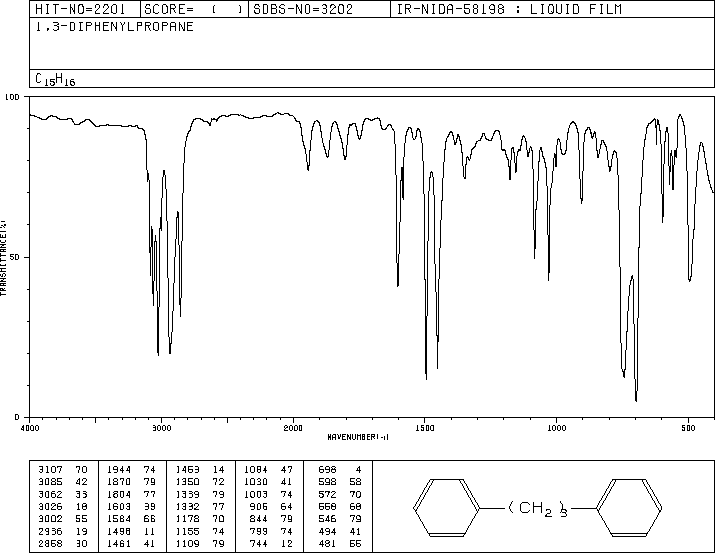 HIT-NO=2201 SCORE= ( ) SDBS-NO=3202 IR-NIDA-58198 : LIQUID FILM
1,3-DIPHENYLPROPANE
C15H16
100
50
0
TRANSMITTANCE(%)
4000 3000 2000 1500 1000 500
WAVENUMBER(-1)
3107 70 1944 74 14 1084 47 698 4
3085 42 1870 79 1350 72 1030 41 598 58
3062 33 1804 77 1339 79 1003 74 572 70
3026 18 1603 39 1332 77 906 64 558 68
3002 55 1584 66 1178 70 844 79 546 79
2936 19 11 1155 74 799 74 494 41
2858 30 1461 41 1109 79 744 12 481 55
(CH2)3